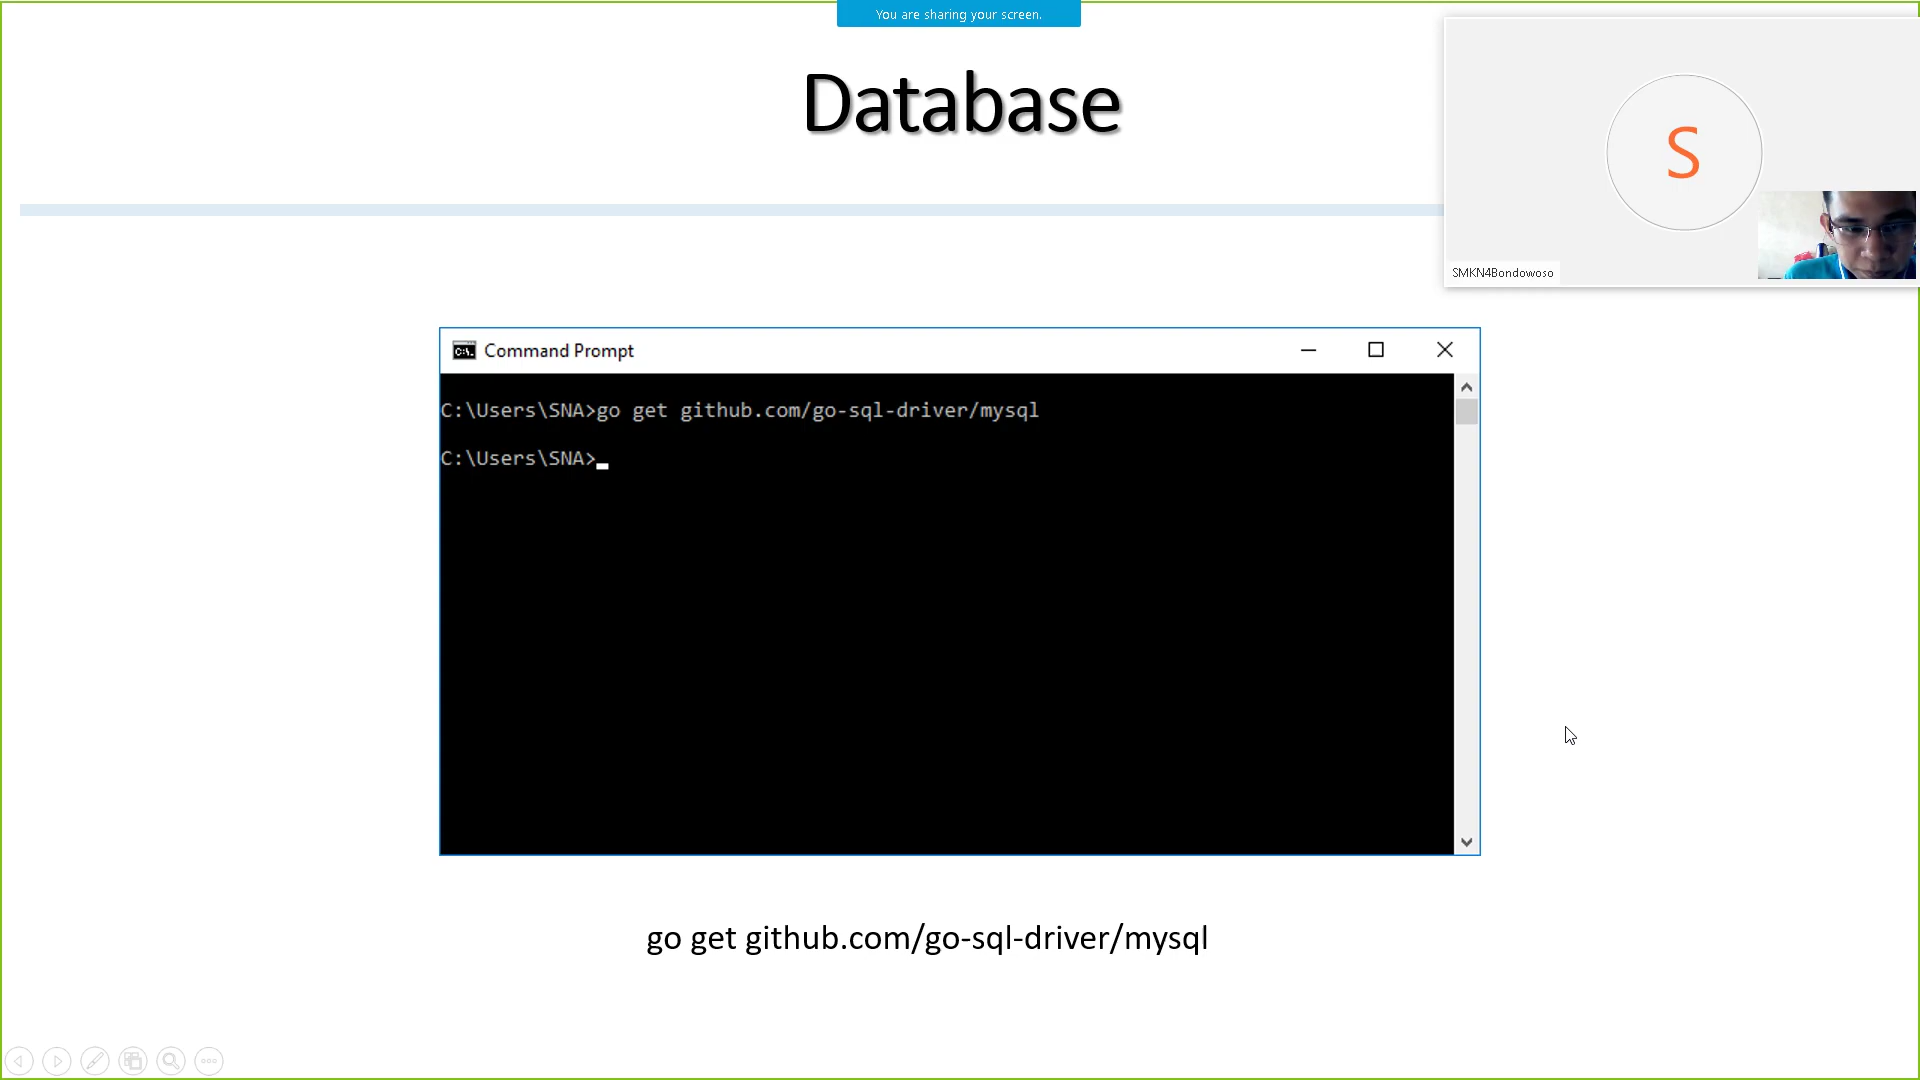 You are sharing your screen.
Database
S
SMKN4Bondowoso
Command Prompt
C:\Users\SNA>go get github.com/go-sql-driver/mysql
C:\Users\SNA>
go get github.com/go-sql-driver/mysql